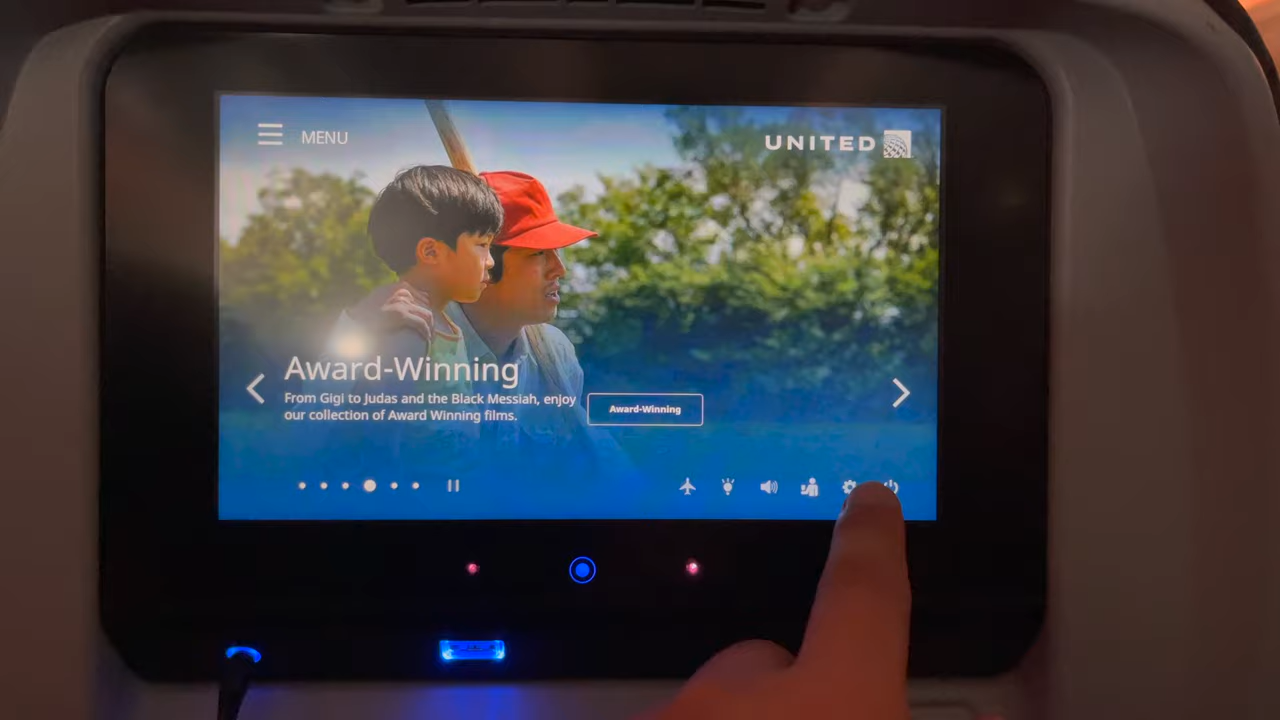 MENU
UNITED
Award-Winning
From Gigi to Judas and the Black Messiah, enjoy
our collection of Award Winning films.
Award-Winning